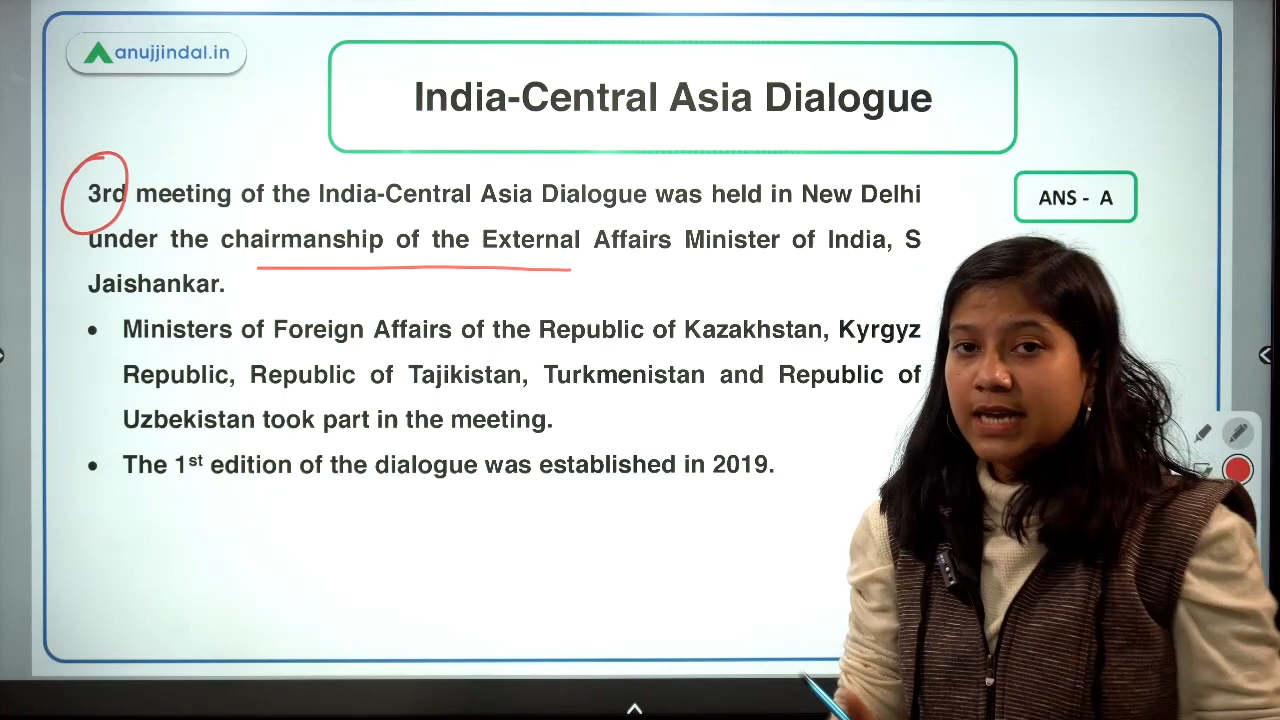 anujjindal.in
India-Central Asia Dialogue
3rd meeting of the India-Central Asia Dialogue was held in New Delhi
under the chairmanship of the External Affairs Minister of India, S
Jaishankar.
ANS - A
• Ministers of Foreign Affairs of the Republic of Kazakhstan, Kyrgyz
Republic, Republic of Tajikistan, Turkmenistan and Republic of
Uzbekistan took part in the meeting.
• The 1st edition of the dialogue was established in 2019.